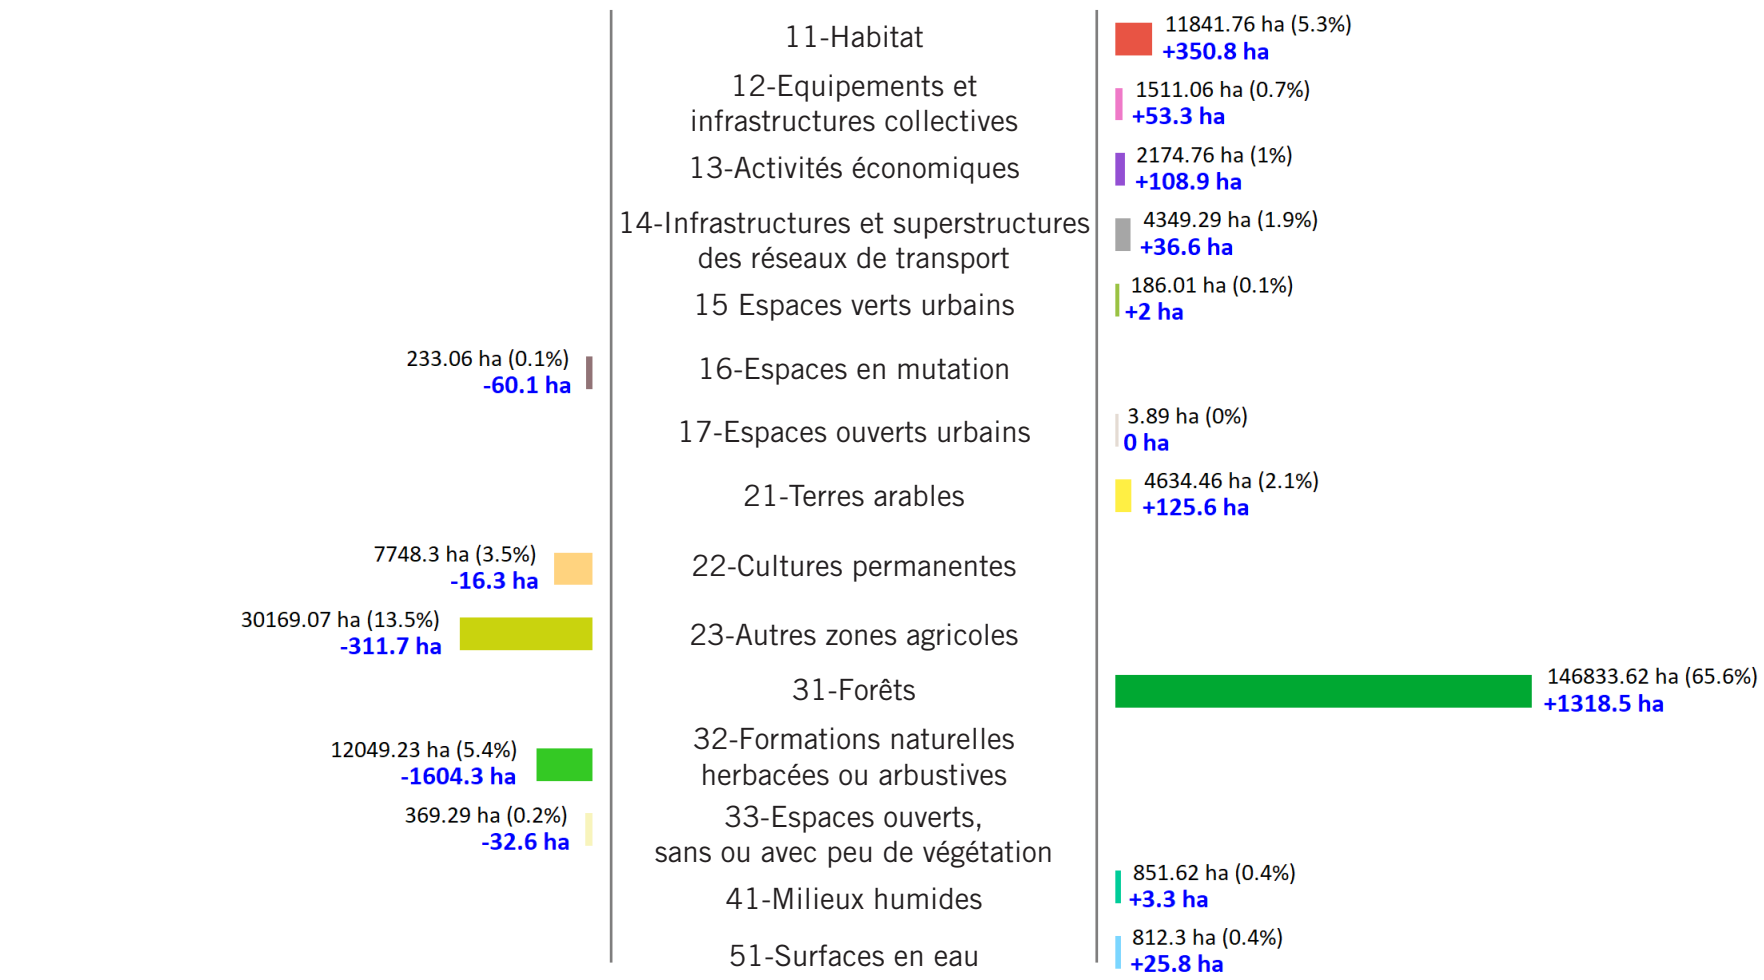 11-Habitat
11841.76 ha (5.3%)
+350.8 ha
12-Equipements et
infrastructures collectives
1511.06 ha (0.7%)
+53.3 ha
13-Activités économiques
2174.76 ha (1%)
+108.9 ha
14-Infrastructures et superstructures
des réseaux de transport
4349.29 ha (1.9%)
+36.6 ha
15 Espaces verts urbains
186.01 ha (0.1%)
+2 ha
233.06 ha (0.1%)
-60.1 ha
16-Espaces en mutation
17-Espaces ouverts urbains
3.89 ha (0%)
0 ha
21-Terres arables
4634.46 ha (2.1%)
+125.6 ha
7748.3 ha (3.5%)
-16.3 ha
22-Cultures permanentes
30169.07 ha (13.5%)
-311.7 ha
23-Autres zones agricoles
31-Forêts
146833.62 ha (65.6%)
+1318.5 ha
12049.23 ha (5.4%)
-1604.3 ha
32-Formations naturelles
herbacées ou arbustives
369.29 ha (0.2%)
-32.6 ha
33-Espaces ouverts,
sans ou avec peu de végétation
41-Milieux humides
851.62 ha (0.4%)
+3.3 ha
51-Surfaces en eau
812.3 ha (0.4%)
+25.8 ha